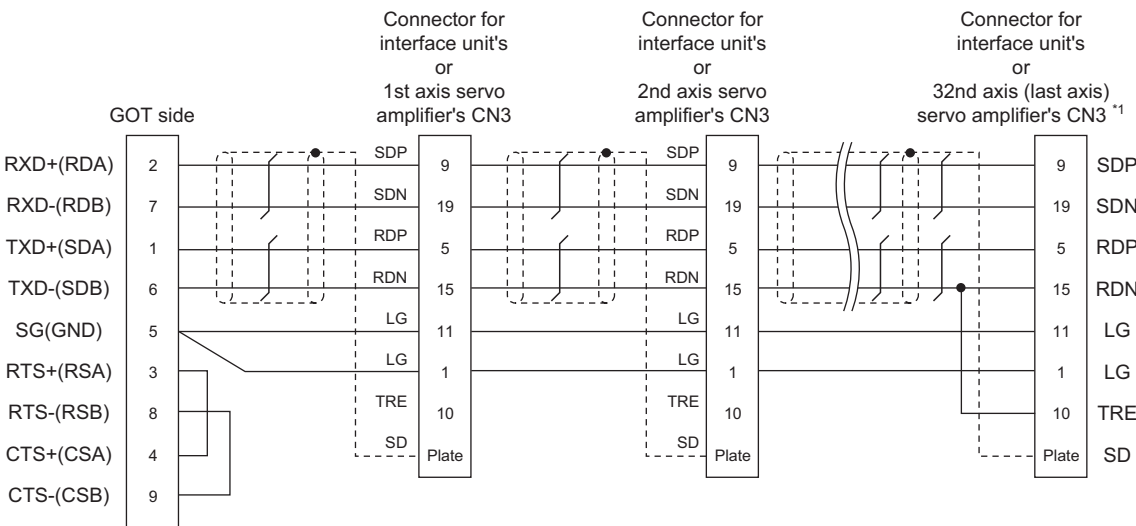 Connector for
interface unit's
or
1st axis servo
amplifier's CN3
Connector for
interface unit's
or
2nd axis servo
amplifier's CN3
Connector for
interface unit's
or
32nd axis (last axis)
servo amplifier's CN3 *1
GOT side
RXD+(RDA) 2 SDP 9 SDP 9 9 SDP
RXD-(RDB) 7 SDN 19 SDN 19 19 SDN
TXD+(SDA) 1 RDP 5 RDP 5 5 RDP
TXD-(SDB) 6 RDN 15 RDN 15 15 RDN
SG(GND) 5 LG 11 LG 11 11 LG
RTS+(RSA) 3 LG 1 LG 1 1 LG
RTS-(RSB) 8 TRE 10 TRE 10 10 TRE
CTS+(CSA) 4 SD Plate SD Plate Plate SD
CTS-(CSB) 9